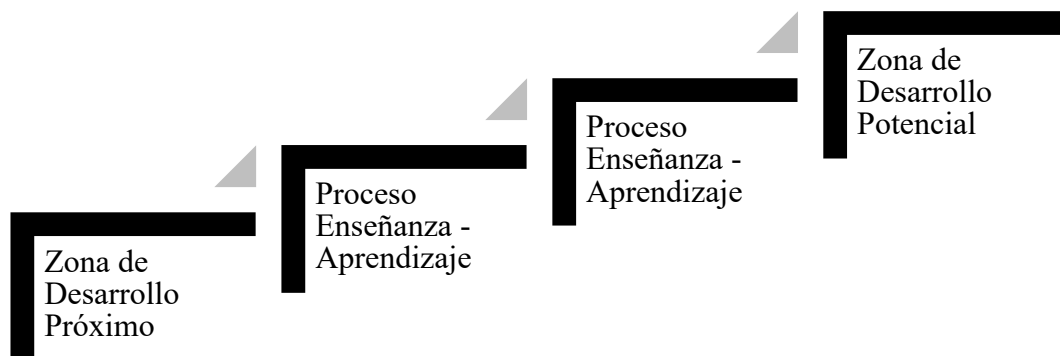 Zona de
Desarrollo
Próximo
Proceso
Enseñanza -
Aprendizaje
Proceso
Enseñanza -
Aprendizaje
Zona de
Desarrollo
Potencial